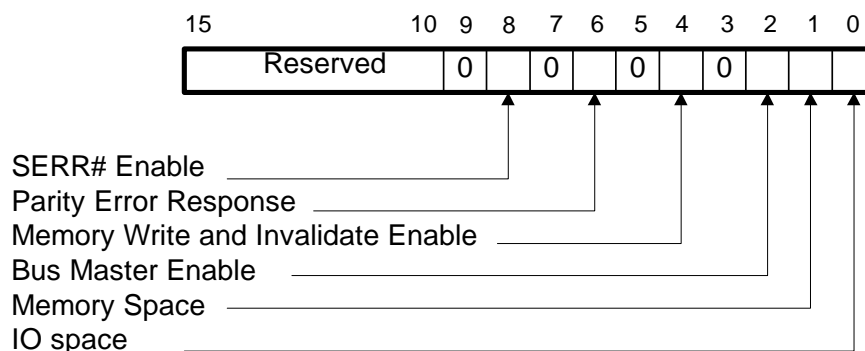 15 10 9 8 7 6 5 4 3 2 1 0
Reserved 0 0 0 0
SERR# Enable
Parity Error Response
Memory Write and Invalidate Enable
Bus Master Enable
Memory Space
IO space